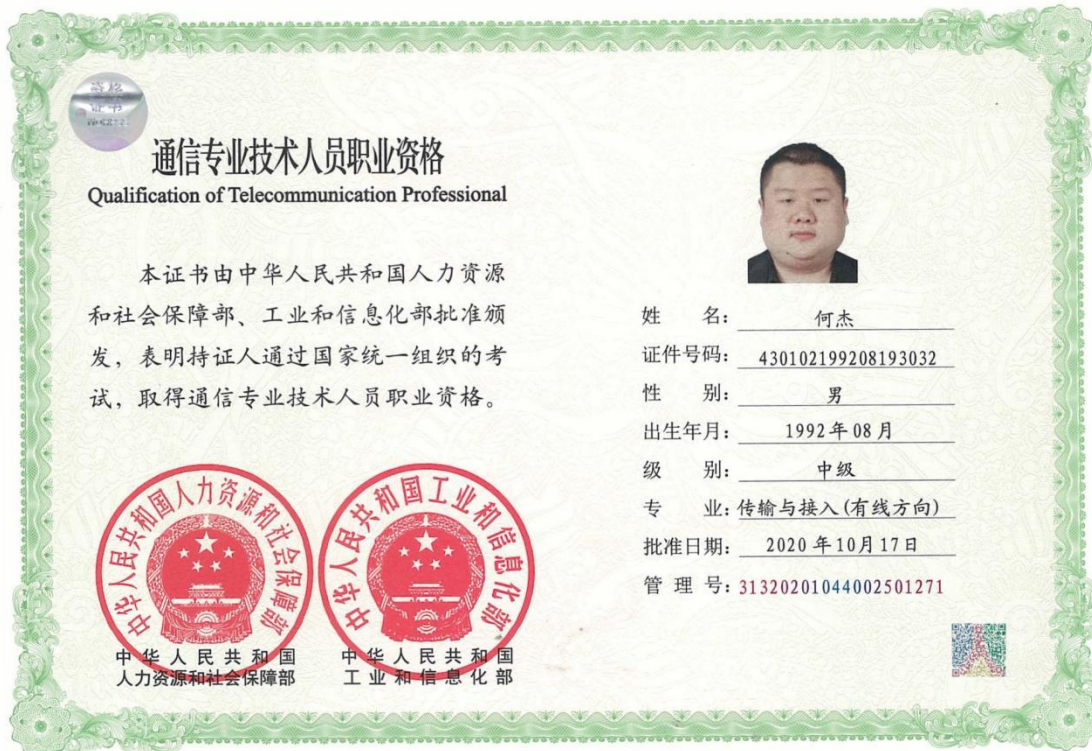 资格
证书
通信专业技术人员职业资格
Qualification of Telecommunication Professional
本证书由中华人民共和国人力资源
和社会保障部、工业和信息化部批准颁
发，表明持证人通过国家统一组织的考
试，取得通信专业技术人员职业资格。
中华人民共和国人力资源和社会保障部
中华人民共和国
人力资源和社会保障部
中华人民共和国工业和信息化部
中华人民共和国
工业和信息化部
姓名：何杰
证件号码：430102199208193032
性别：男
出生年月：1992年08月
级别：中级
专业：传输与接入(有线方向)
批准日期：2020年10月17日
管理号：31320201044002501271